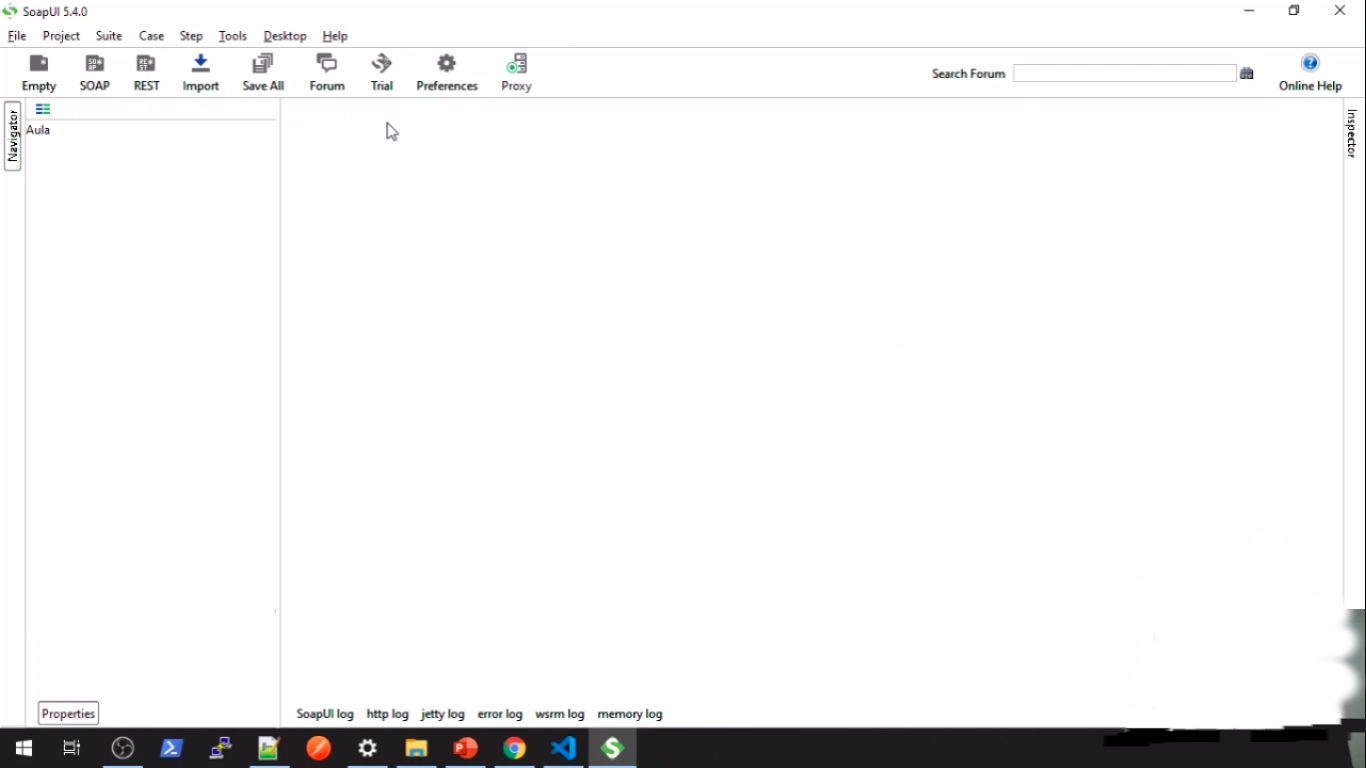 SoapUI 5.4.0
File Project Suite Case Step Tools Desktop Help
Empty SOAP REST Import Save All Forum Trial Preferences Proxy Search Forum Online Help
Navigator
Aula
Inspector
Properties
SoapUI log http log jetty log error log wsrm log memory log